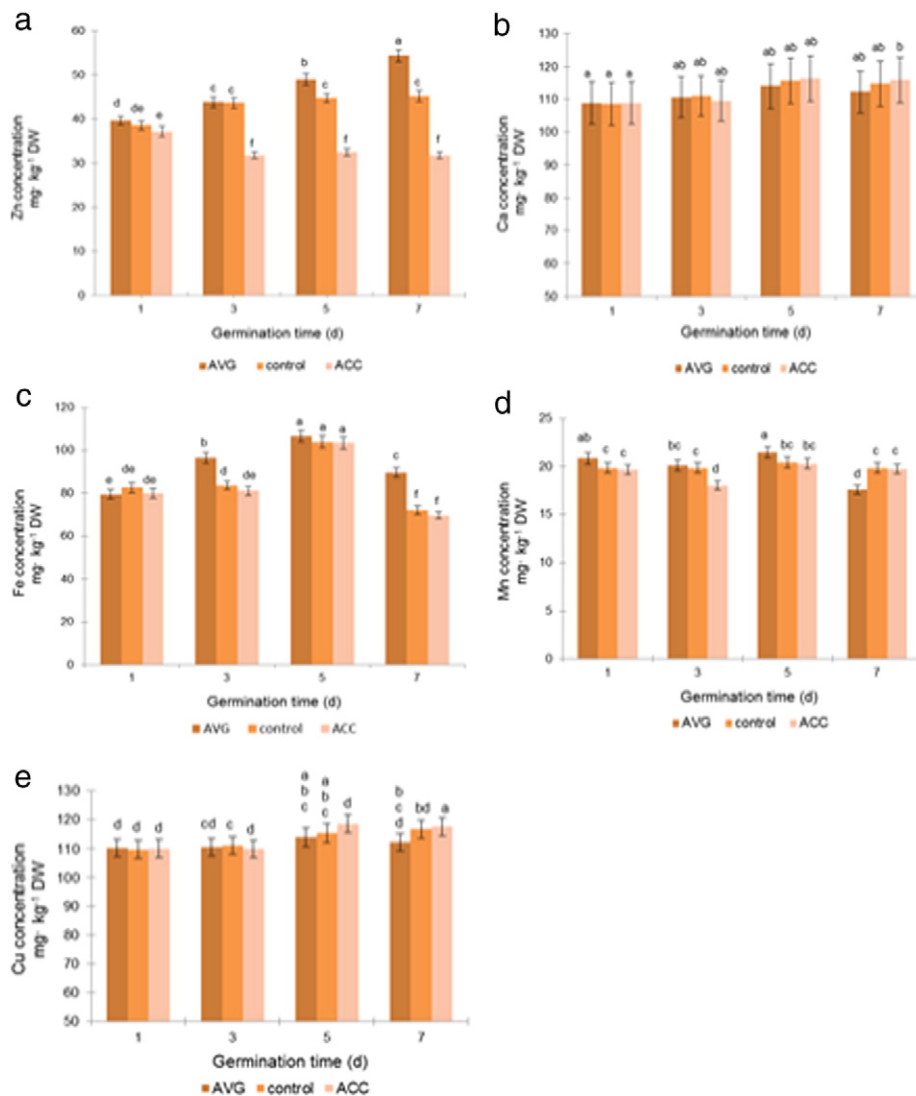 a
Zn concentration
mg· kg⁻¹ DW
60
50
40
30
20
10
0
d de e
c c f
b c f
a c f
1 3 5 7
Germination time (d)
AVG control ACC
b
Ca concentration
mg· kg⁻¹ DW
130
120
110
100
90
80
70
60
50
a a a
ab ab ab
ab ab ab
ab ab b
1 3 5 7
Germination time (d)
AVG control ACC
c
Fe concentration
mg· kg⁻¹ DW
120
100
80
60
40
20
0
e de de
b d de
a a a
c f f
1 3 5 7
Germination time (d)
AVG control ACC
d
Mn concentration
mg· kg⁻¹ DW
25
20
15
10
5
0
ab c c
bc c d
a bc bc
d c c
1 3 5 7
Germination time (d)
AVG control ACC
e
Cu concentration
mg· kg⁻¹ DW
130
120
110
100
90
80
70
60
50
d d d
cd c d
a a
b b
c c d
b
c
d bd a
1 3 5 7
Germination time (d)
AVG control ACC